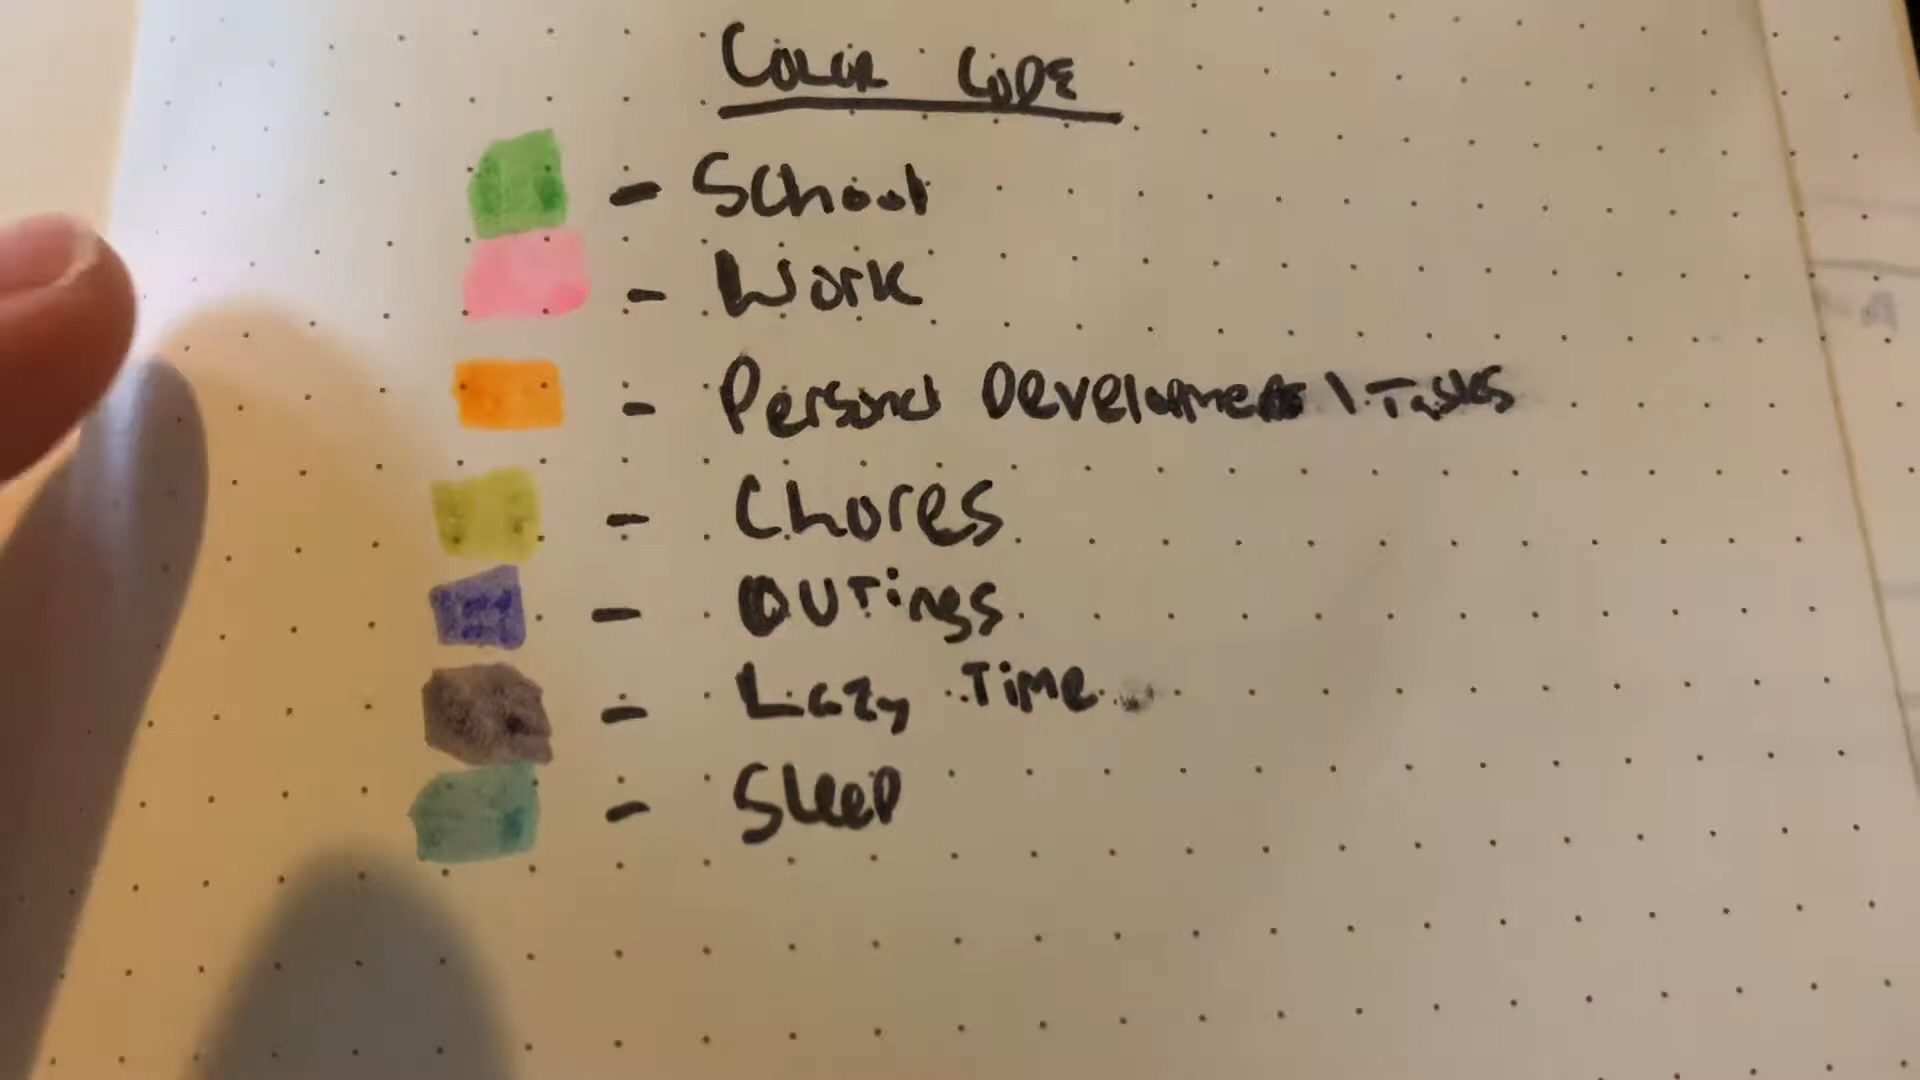 COLOR CODE
- School
- Work
- Personal Development \ Tasks
- Chores
- OUTings
- Lazy Time
- Sleep